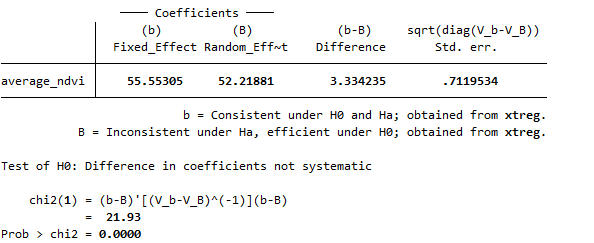 Coefficients
(b) (B) (b-B) sqrt(diag(V_b-V_B))
Fixed_Effect Random_Eff~t Difference Std. err.
average_ndvi 55.55305 52.21881 3.334235 .7119534
b = Consistent under H0 and Ha; obtained from xtreg.
B = Inconsistent under Ha, efficient under H0; obtained from xtreg.
Test of H0: Difference in coefficients not systematic
chi2(1) = (b-B)'[(V_b-V_B)^(-1)](b-B)
= 21.93
Prob > chi2 = 0.0000